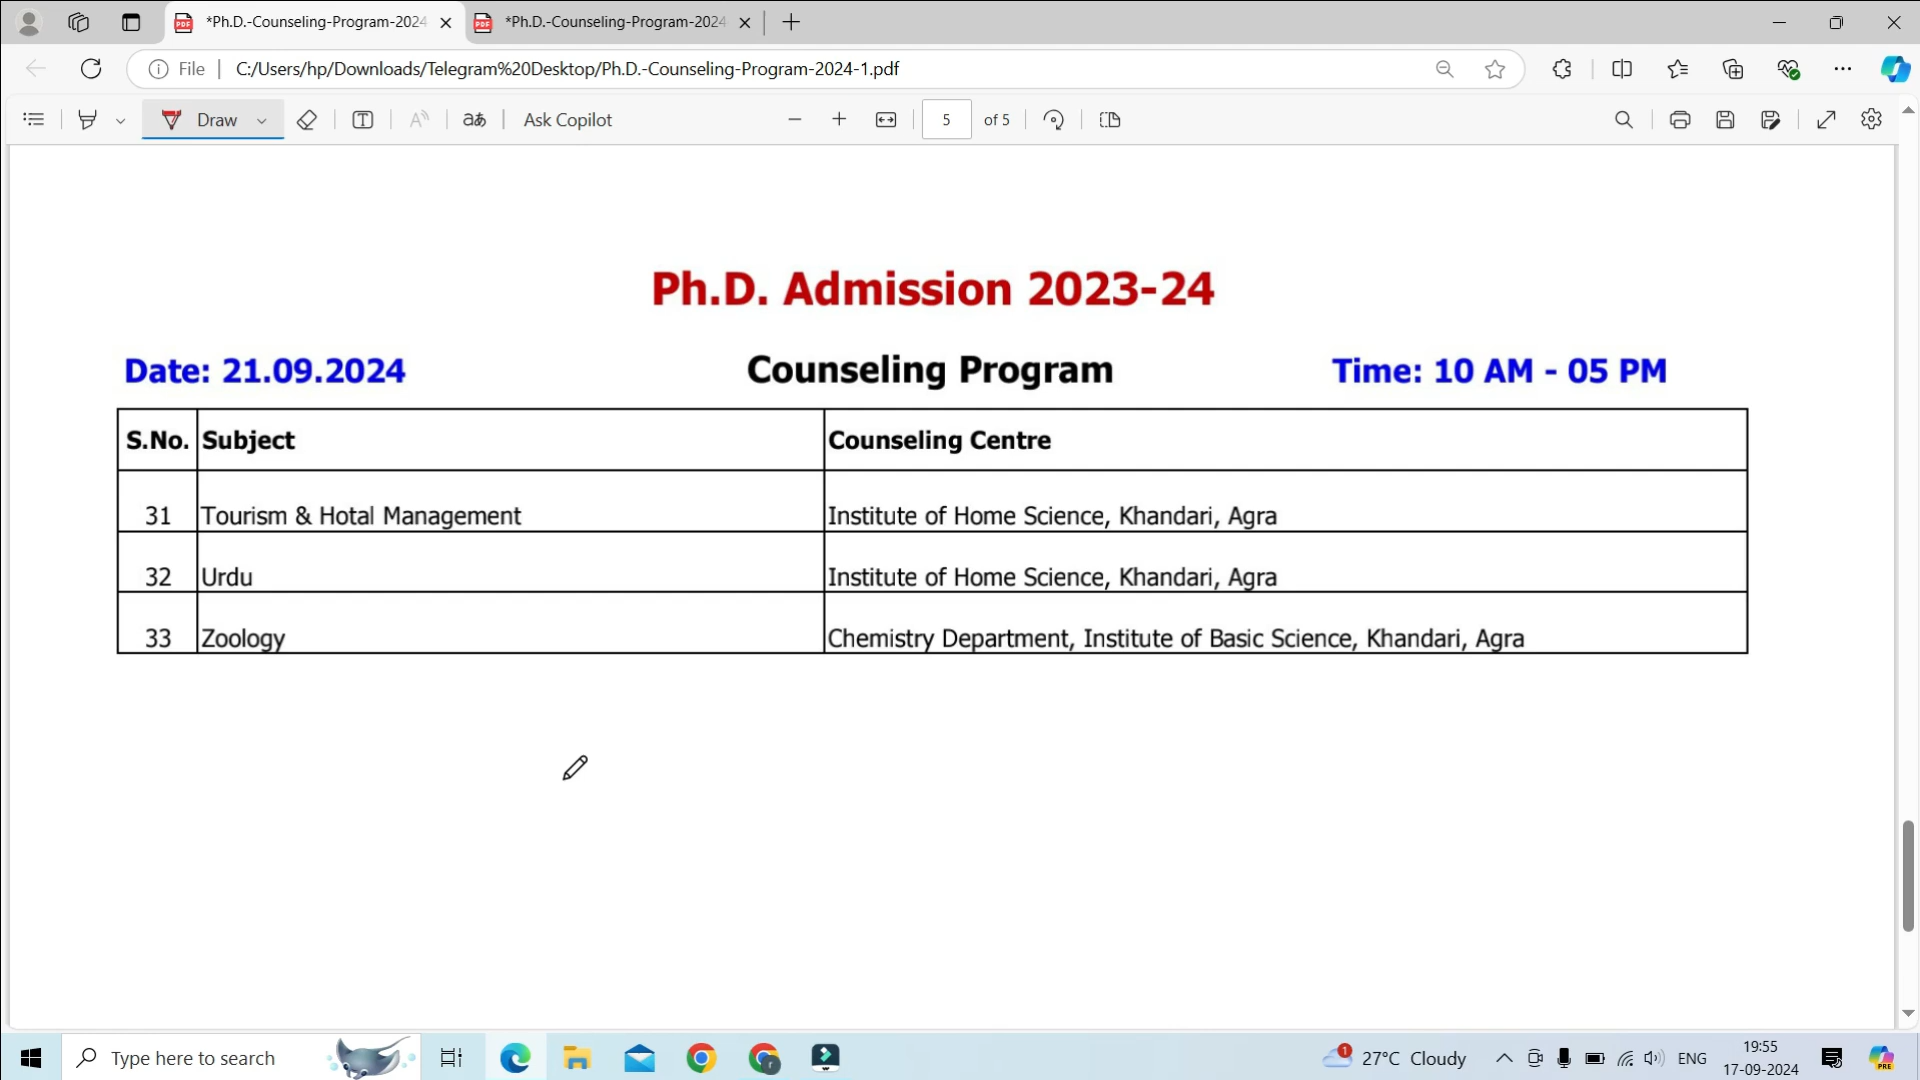 *Ph.D.-Counseling-Program-2024
*Ph.D.-Counseling-Program-2024
File
C:/Users/hp/Downloads/Telegram%20Desktop/Ph.D.-Counseling-Program-2024-1.pdf
Draw
Ask Copilot
5 of 5
Ph.D. Admission 2023-24
Date: 21.09.2024 Counseling Program Time: 10 AM - 05 PM
S.No. Subject Counseling Centre
31 Tourism & Hotal Management Institute of Home Science, Khandari, Agra
32 Urdu Institute of Home Science, Khandari, Agra
33 Zoology Chemistry Department, Institute of Basic Science, Khandari, Agra
Type here to search
27°C Cloudy
ENG
19:55
17-09-2024